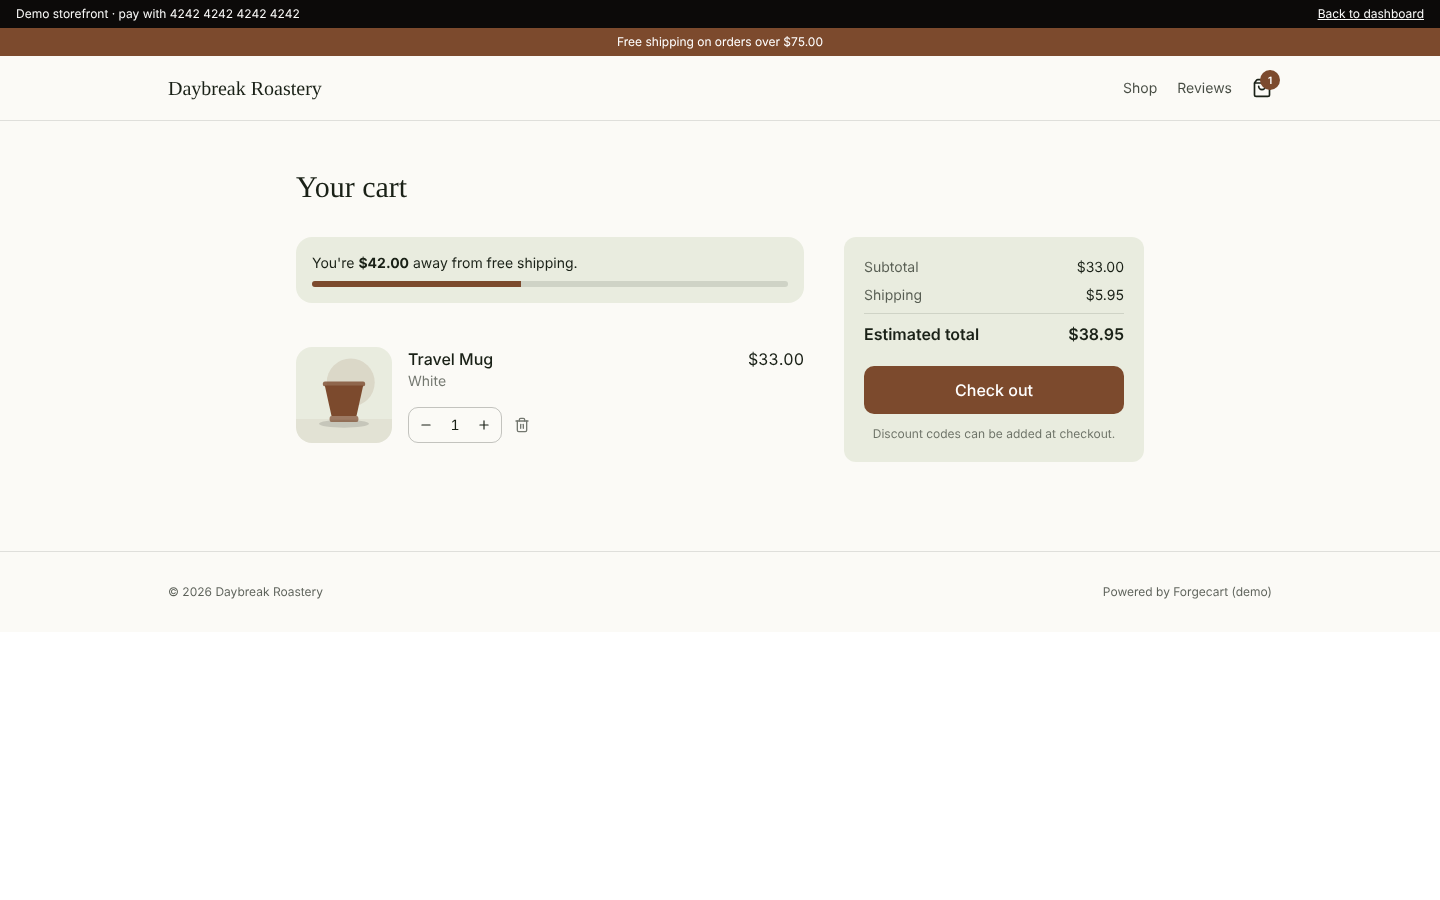 Demo storefront · pay with 4242 4242 4242 4242
Back to dashboard
Free shipping on orders over $75.00
Daybreak Roastery
Shop
Reviews
1
Your cart
You're $42.00 away from free shipping.
Travel Mug
$33.00
White
1
Subtotal
$33.00
Shipping
$5.95
Estimated total
$38.95
Check out
Discount codes can be added at checkout.
© 2026 Daybreak Roastery
Powered by Forgecart (demo)